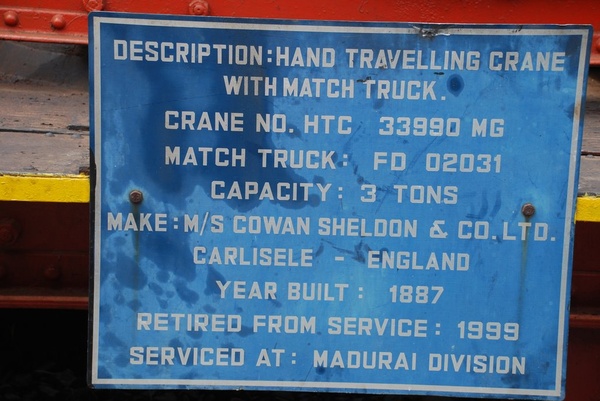 DESCRIPTION: HAND TRAVELLING CRANE
WITH MATCH TRUCK.
CRANE NO. HTC 33990 MG
MATCH TRUCK: FD 02031
CAPACITY: 3 TONS
MAKE: M/S COWAN SHELDON & CO. LTD.
CARLISELE - ENGLAND
YEAR BUILT: 1887
RETIRED FROM SERVICE: 1999
SERVICED AT: MADURAI DIVISION